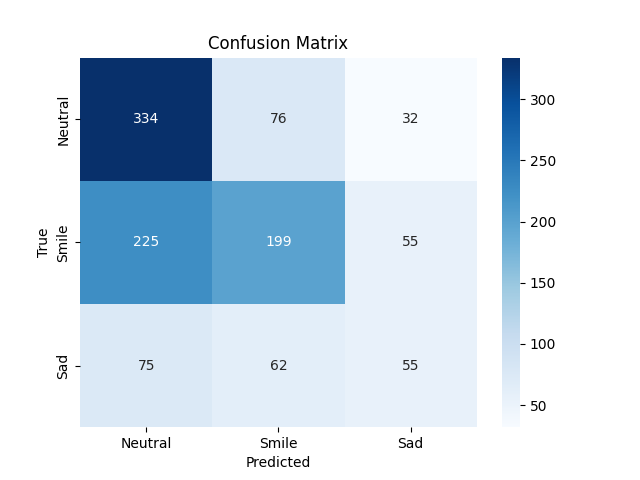 Confusion Matrix
Neutral
334
76
32
True
Smile
225
199
55
Sad
75
62
55
Neutral
Smile
Sad
Predicted
300
250
200
150
100
50